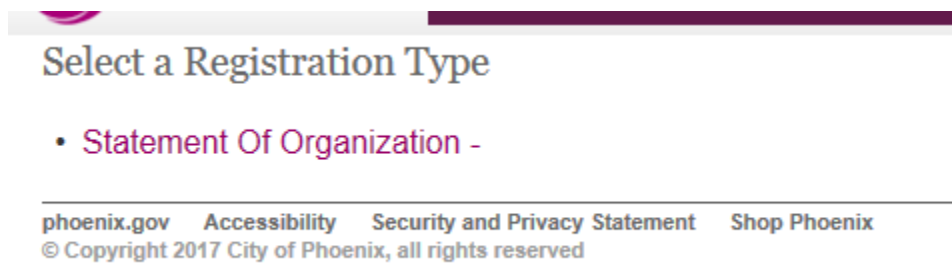 Select a Registration Type
• Statement Of Organization -
phoenix.gov Accessibility Security and Privacy Statement Shop Phoenix
© Copyright 2017 City of Phoenix, all rights reserved